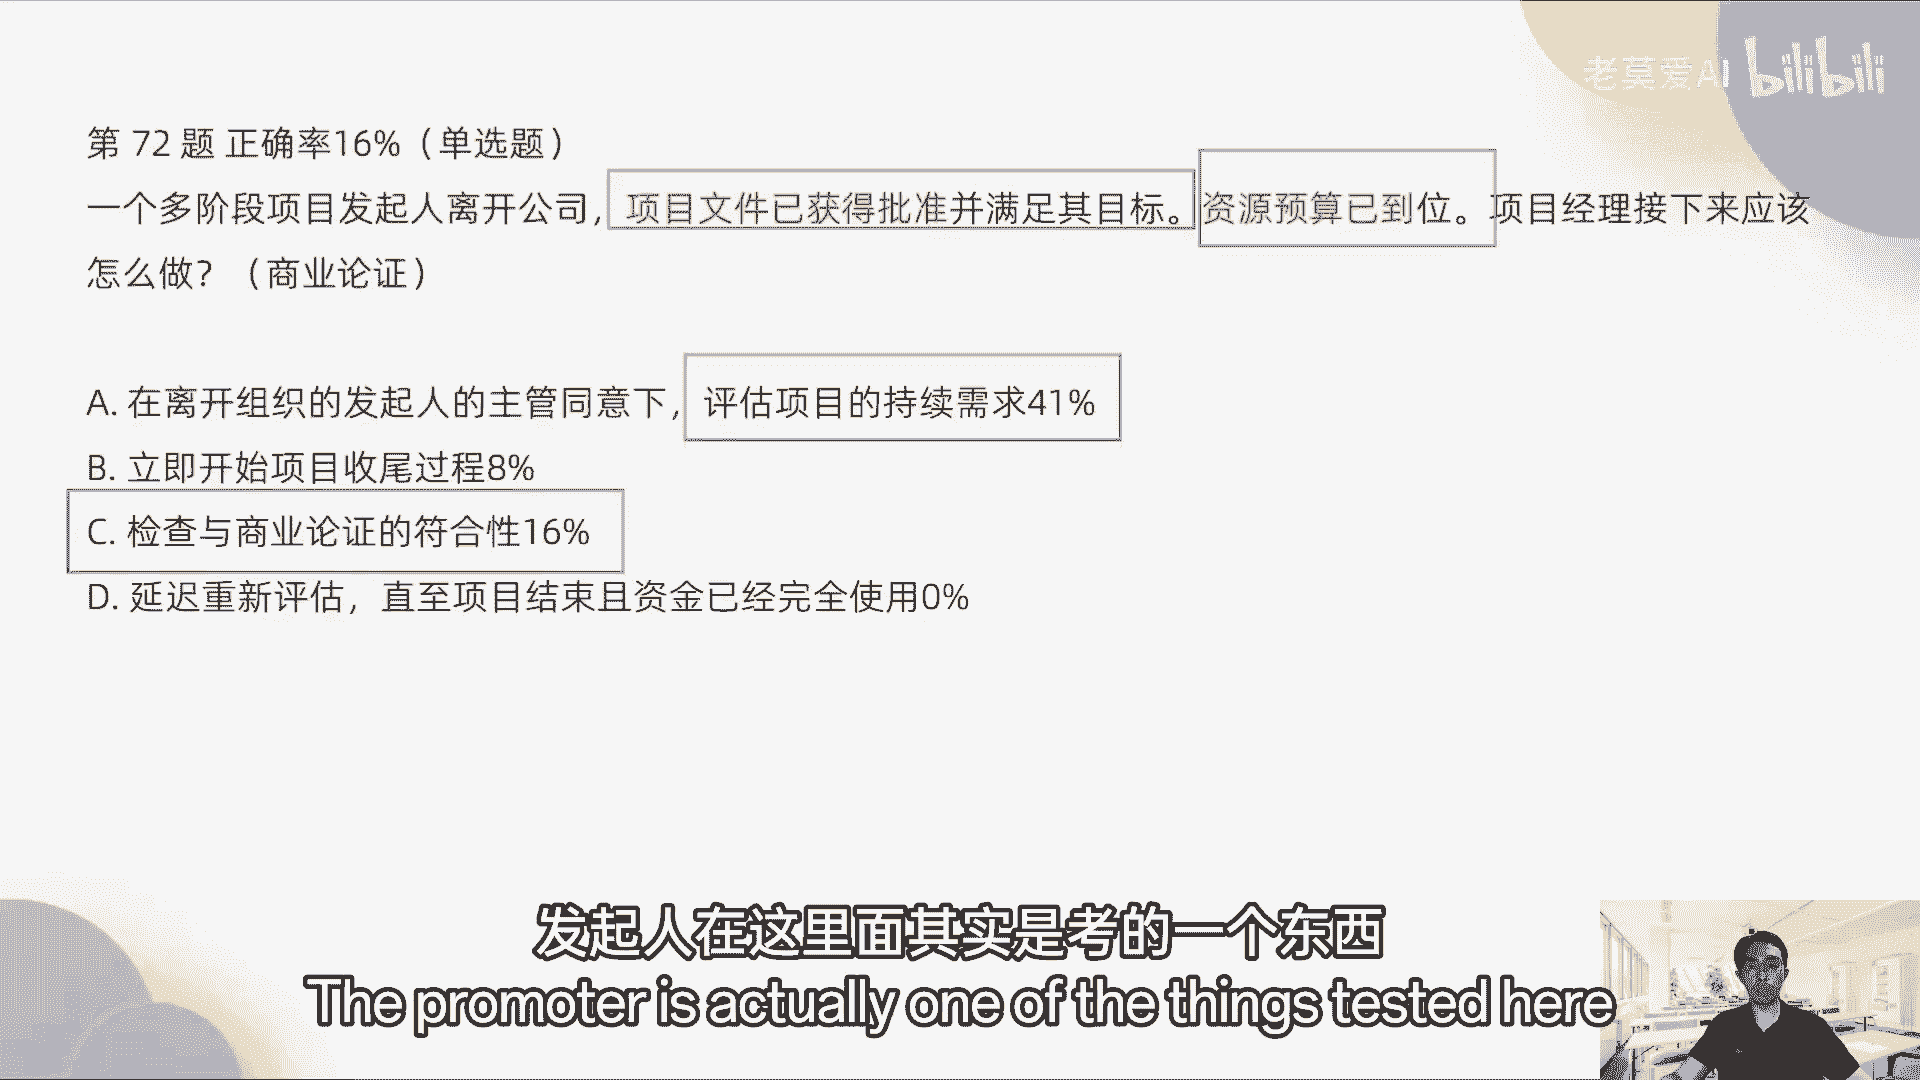 老莫爱AI bilibili
第 72 题 正确率16%（单选题）
一个多阶段项目发起人离开公司，项目文件已获得批准并满足其目标。资源预算已到位。项目经理接下来应该
怎么做？（商业论证）
A. 在离开组织的发起人的主管同意下，评估项目的持续需求41%
B. 立即开始项目收尾过程8%
C. 检查与商业论证的符合性16%
D. 延迟重新评估，直至项目结束且资金已经完全使用0%
发起人在这里面其实是考的一个东西
The promoter is actually one of the things tested here